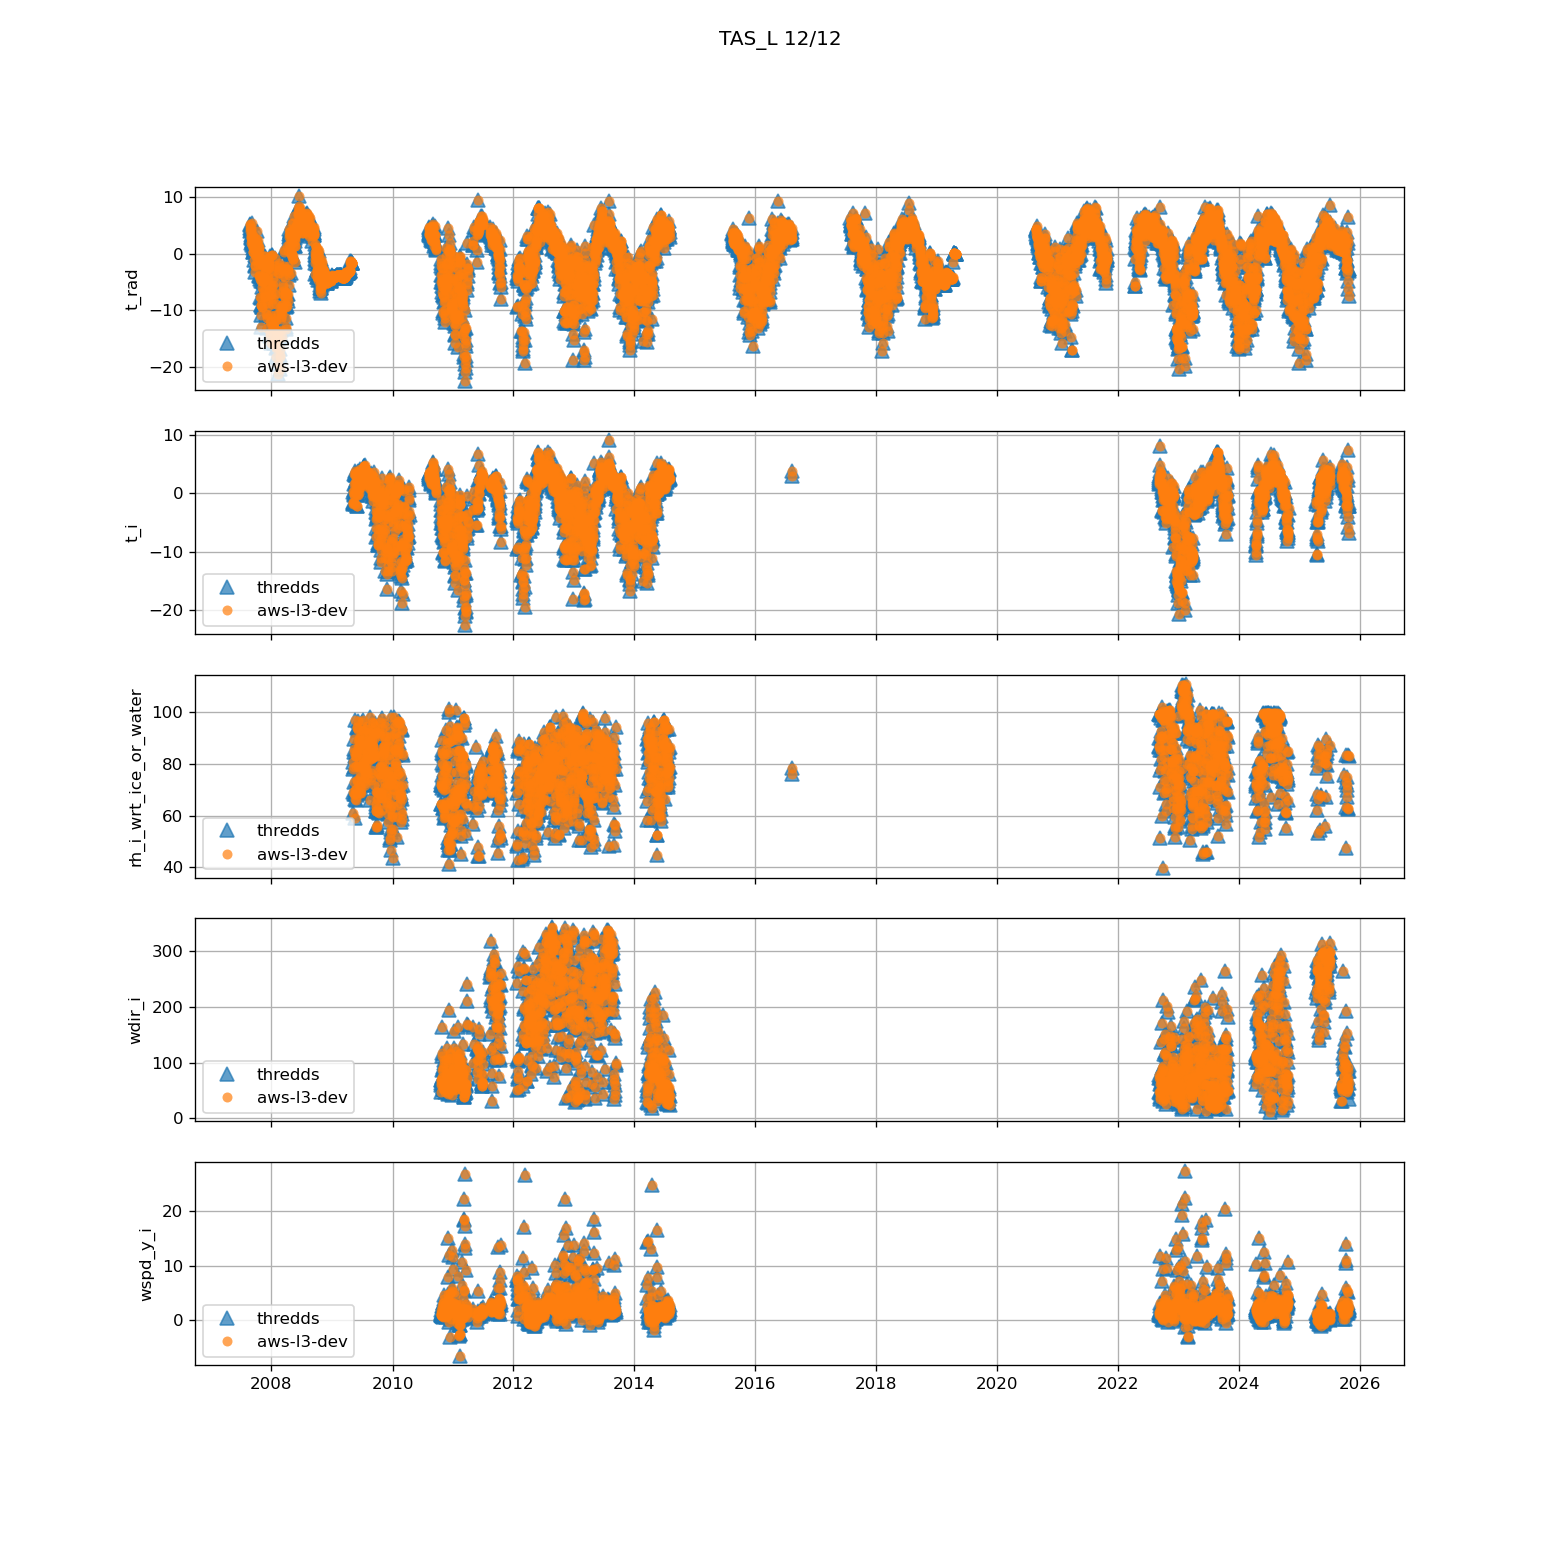 TAS_L 12/12
10
0
−10
−20
t_rad
thredds
aws-l3-dev
10
0
−10
−20
t_i
thredds
aws-l3-dev
100
80
60
40
rh_i_wrt_ice_or_water
thredds
aws-l3-dev
300
200
100
0
wdir_i
thredds
aws-l3-dev
20
10
0
wspd_y_i
thredds
aws-l3-dev
2008 2010 2012 2014 2016 2018 2020 2022 2024 2026